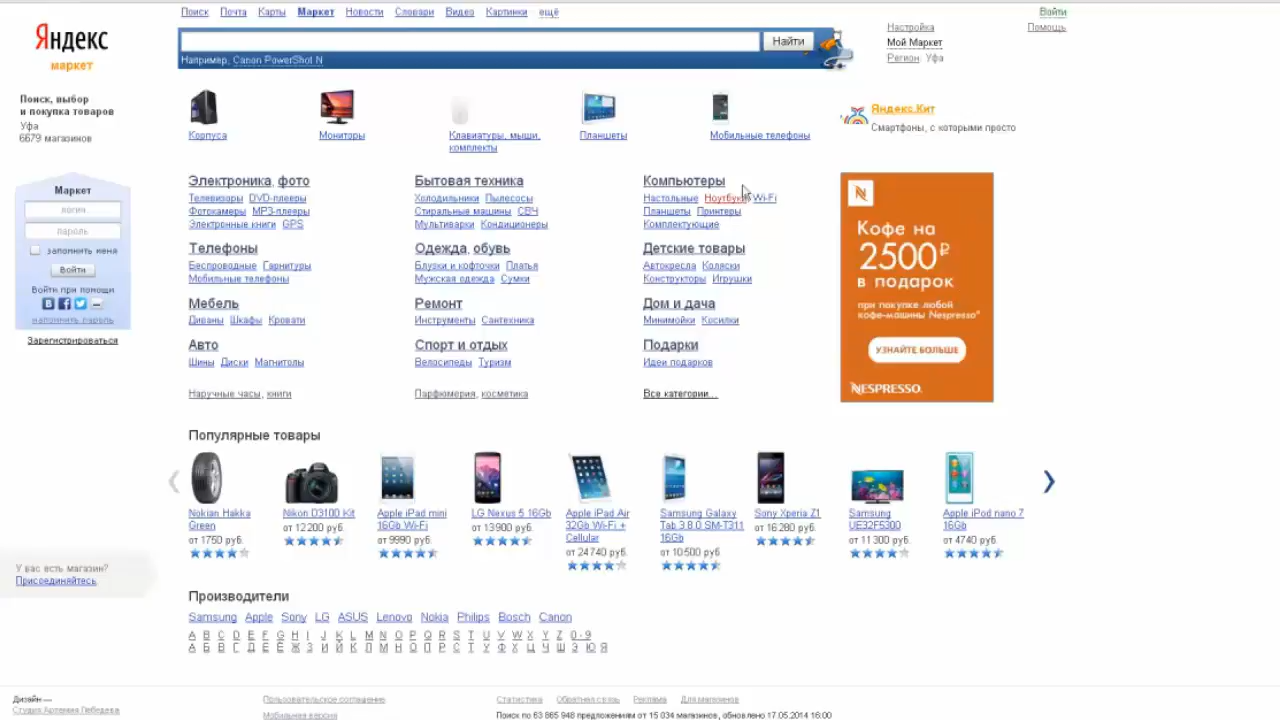 Поиск Почта Карты Маркет Новости Словари Видео Картинки ещё
Войти
Яндекс
маркет
Найти
Например, Canon PowerShot N
Настройка
Мой Маркет
Регион: Уфа
Помощь
Поиск, выбор
и покупка товаров
Уфа
6679 магазинов
Корпуса
Мониторы
Клавиатуры, мыши,
комплекты
Планшеты
Мобильные телефоны
Яндекс.Кит
Смартфоны, с которыми просто
Маркет
логин
пароль
запомнить меня
Войти
Войти при помощи
напомнить пароль
Зарегистрироваться
Электроника, фото
Телевизоры DVD-плееры
Фотокамеры MP3-плееры
Электронные книги GPS
Бытовая техника
Холодильники Пылесосы
Стиральные машины СВЧ
Мультиварки Кондиционеры
Компьютеры
Настольные Ноутбуки Wi-Fi
Планшеты Принтеры
Комплектующие
Телефоны
Беспроводные Гарнитуры
Мобильные телефоны
Одежда, обувь
Блузки и кофточки Платья
Мужская одежда Сумки
Детские товары
Автокресла Коляски
Конструкторы Игрушки
Мебель
Диваны Шкафы Кровати
Ремонт
Инструменты Сантехника
Дом и дача
Минимойки Косилки
Авто
Шины Диски Магнитолы
Спорт и отдых
Велосипеды Туризм
Подарки
Идеи подарков
Наручные часы, книги
Парфюмерия, косметика
Все категории...
N
Кофе на
2500₽
в подарок
при покупке любой
кофе-машины Nespresso*
УЗНАЙТЕ БОЛЬШЕ
NESPRESSO.
Популярные товары
Nokian Hakka
Green
от 1750 руб.
Nikon D3100 Kit
от 12 200 руб.
Apple iPad mini
16Gb Wi-Fi
от 9990 руб.
LG Nexus 5 16Gb
от 13 900 руб.
Apple iPad Air
32Gb Wi-Fi +
Cellular
от 24 740 руб.
Samsung Galaxy
Tab 3 8.0 SM-T311
16Gb
от 10 500 руб.
Sony Xperia Z1
от 16 280 руб.
Samsung
UE32F5300
от 11 300 руб.
Apple iPod nano 7
16Gb
от 4740 руб.
У вас есть магазин?
Присоединяйтесь.
Производители
Samsung Apple Sony LG ASUS Lenovo Nokia Philips Bosch Canon
A B C D E F G H I J K L M N O P Q R S T U V W X Y Z 0-9
А Б В Г Д Е Ё Ж З И Й К Л М Н О П Р С Т У Ф Х Ц Ч Ш Э Ю Я
Дизайн —
Студия Артемия Лебедева
Пользовательское соглашение
Мобильная версия
Статистика Обратная связь Реклама Для магазинов
Поиск по 63 865 948 предложениям от 15 034 магазинов, обновлено 17.05.2014 16:00